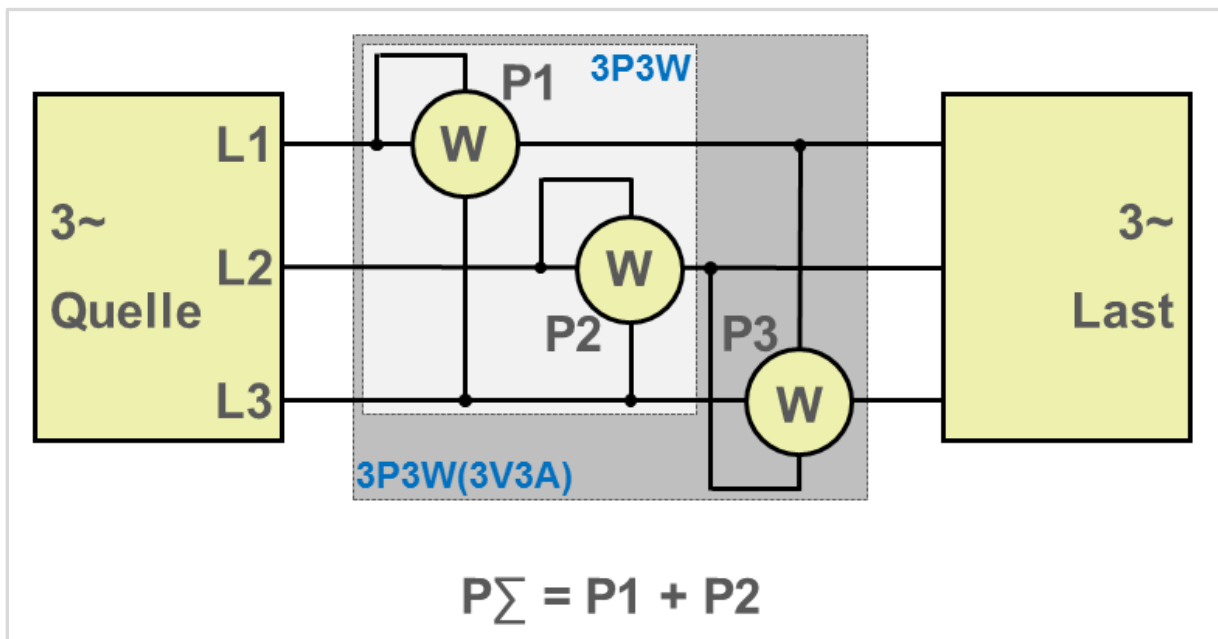 3P3W
P1
W
L1
3~
Quelle
L2
W
P2
3~
Last
P3
L3
W
3P3W(3V3A)
P∑ = P1 + P2